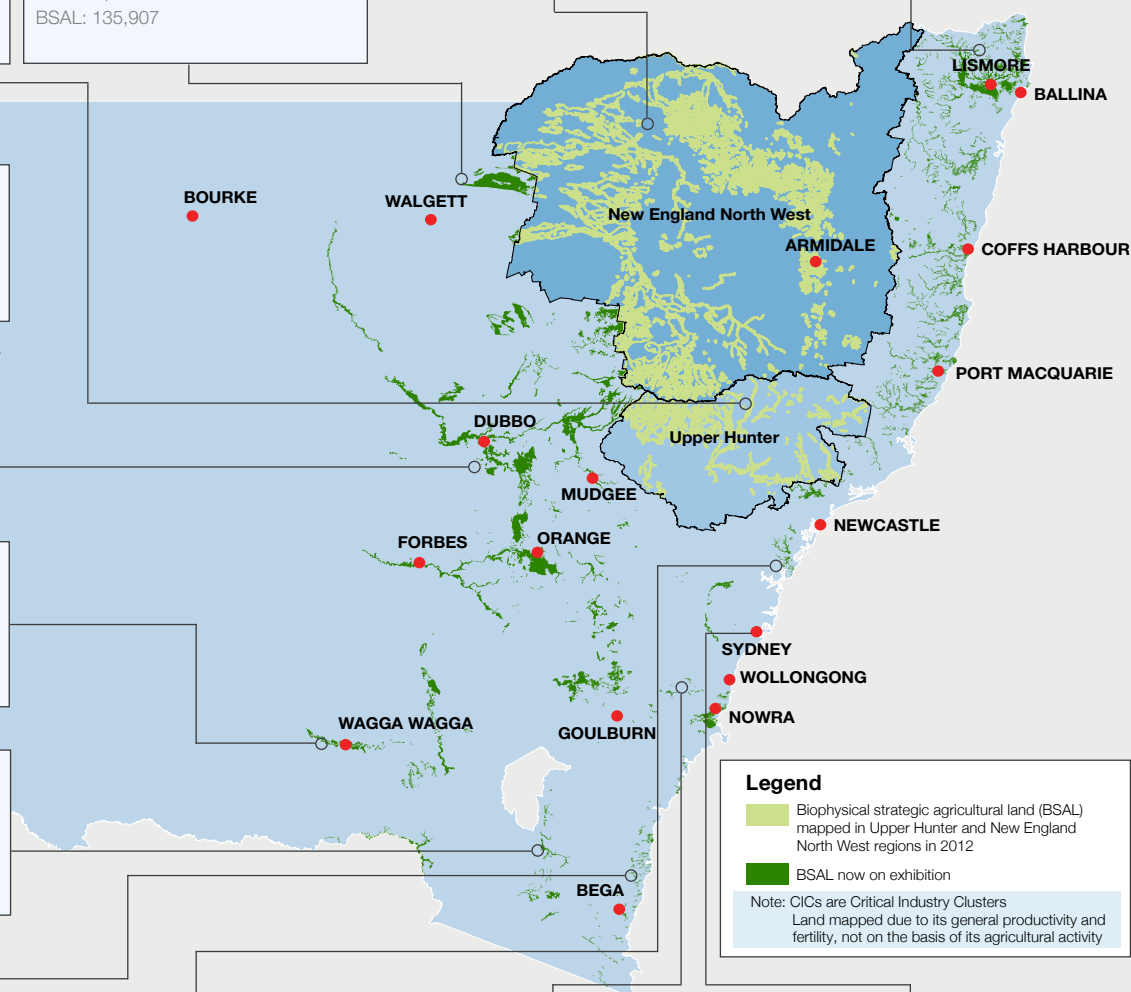 BSAL: 135,907
LISMORE
BALLINA
BOURKE
WALGETT
New England North West
ARMIDALE
COFFS HARBOUR
PORT MACQUARIE
DUBBO
Upper Hunter
MUDGEE
NEWCASTLE
FORBES
ORANGE
SYDNEY
WOLLONGONG
NOWRA
WAGGA WAGGA
GOULBURN
BEGA
Legend
Biophysical strategic agricultural land (BSAL)
mapped in Upper Hunter and New England
North West regions in 2012
BSAL now on exhibition
Note: CICs are Critical Industry Clusters
Land mapped due to its general productivity and
fertility, not on the basis of its agricultural activity